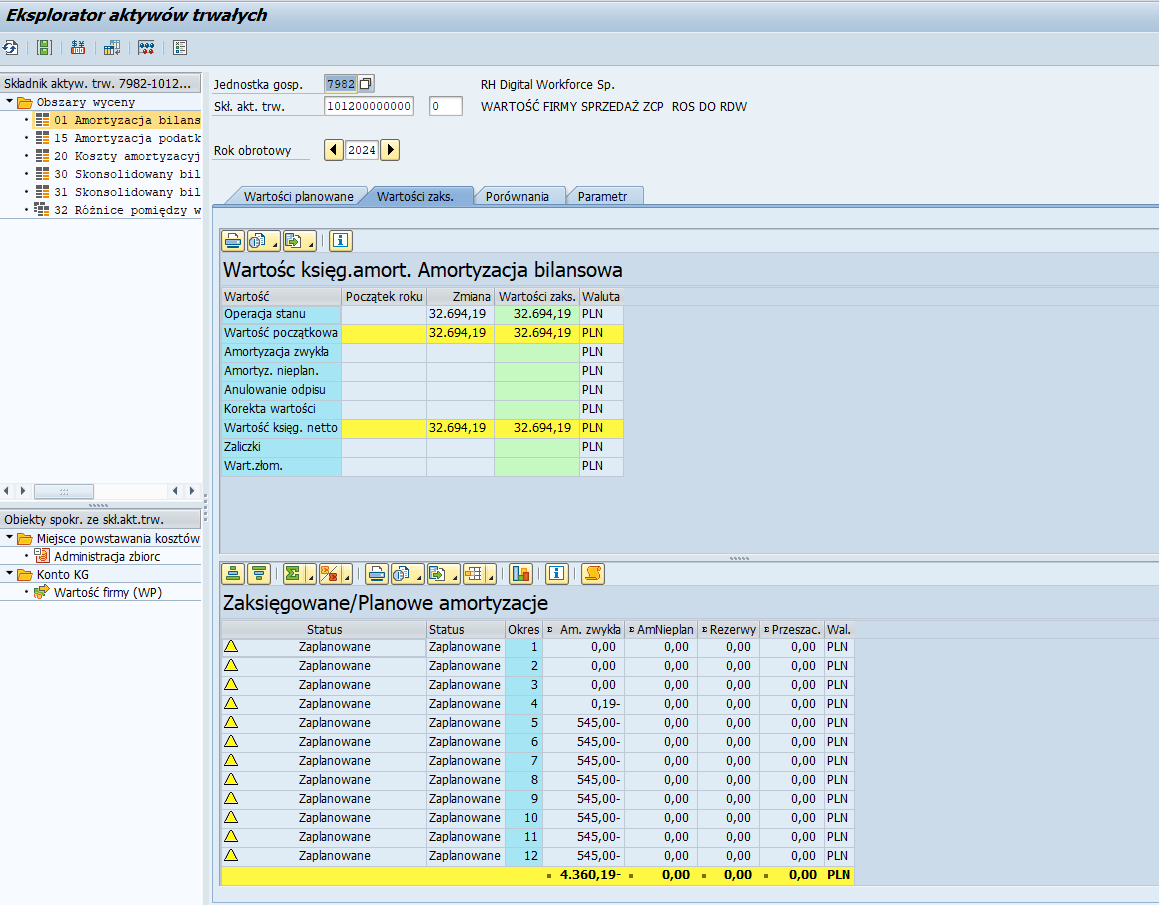 Eksplorator aktywów trwałych
Składnik aktyw. trw. 7982-1012...
Obszary wyceny
01 Amortyzacja bilans
15 Amortyzacja podatk
20 Koszty amortyzacyj
30 Skonsolidowany bil
31 Skonsolidowany bil
32 Różnice pomiędzy w
Obiekty spokr. ze skł.akt.trw.
Miejsce powstawania kosztów
Administracja zbiorc
Konto KG
Wartość firmy (WP)
Jednostka gosp. 7982 RH Digital Workforce Sp.
Skł. akt. trw. 101200000000 0 WARTOŚĆ FIRMY SPRZEDAŻ ZCP ROS DO RDW
Rok obrotowy 2024
Wartości planowane Wartości zaks. Porównania Parametr
Wartośc księg.amort. Amortyzacja bilansowa
Wartość Początek roku Zmiana Wartości zaks. Waluta
Operacja stanu 32.694,19 32.694,19 PLN
Wartość początkowa 32.694,19 32.694,19 PLN
Amortyzacja zwykła PLN
Amortyz. nieplan. PLN
Anulowanie odpisu PLN
Korekta wartości PLN
Wartość księg. netto 32.694,19 32.694,19 PLN
Zaliczki PLN
Wart.złom. PLN
Zaksięgowane/Planowe amortyzacje
Status Status Okres Σ Am. zwykła Σ AmNieplan Σ Rezerwy Σ Przeszac. Wal.
Zaplanowane Zaplanowane 1 0,00 0,00 0,00 0,00 PLN
Zaplanowane Zaplanowane 2 0,00 0,00 0,00 0,00 PLN
Zaplanowane Zaplanowane 3 0,00 0,00 0,00 0,00 PLN
Zaplanowane Zaplanowane 4 0,19- 0,00 0,00 0,00 PLN
Zaplanowane Zaplanowane 5 545,00- 0,00 0,00 0,00 PLN
Zaplanowane Zaplanowane 6 545,00- 0,00 0,00 0,00 PLN
Zaplanowane Zaplanowane 7 545,00- 0,00 0,00 0,00 PLN
Zaplanowane Zaplanowane 8 545,00- 0,00 0,00 0,00 PLN
Zaplanowane Zaplanowane 9 545,00- 0,00 0,00 0,00 PLN
Zaplanowane Zaplanowane 10 545,00- 0,00 0,00 0,00 PLN
Zaplanowane Zaplanowane 11 545,00- 0,00 0,00 0,00 PLN
Zaplanowane Zaplanowane 12 545,00- 0,00 0,00 0,00 PLN
4.360,19- 0,00 0,00 0,00 PLN